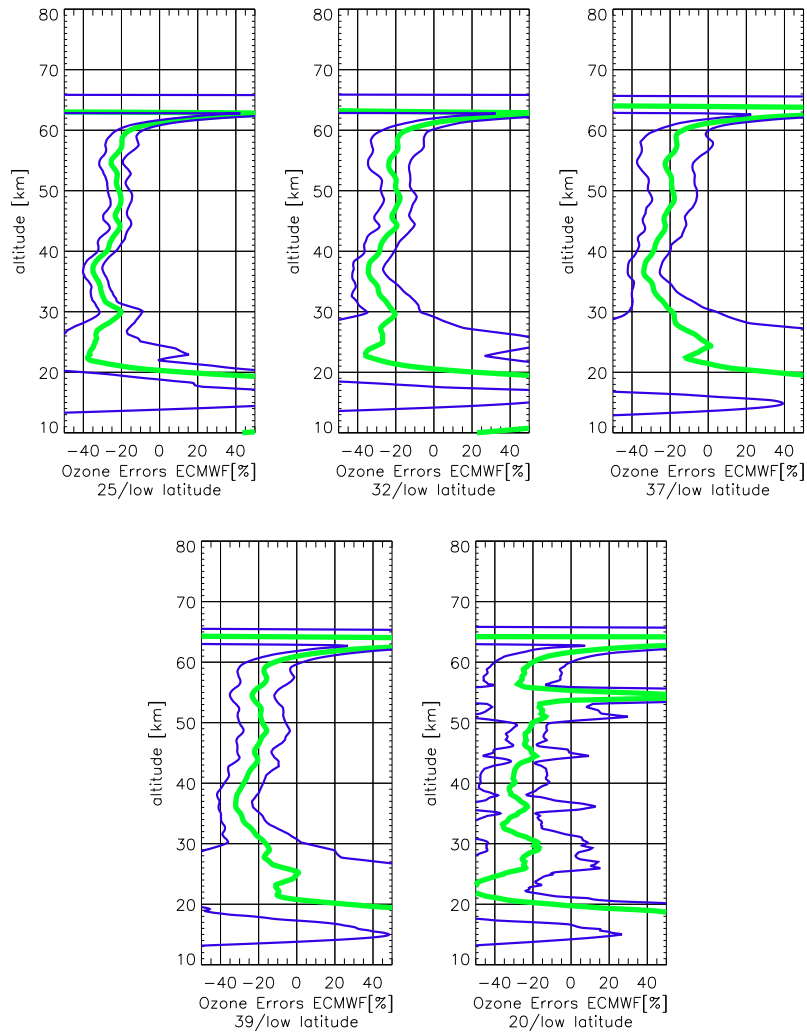 80
70
60
50
40
30
20
10
altitude [km]
−40 −20 0 20 40
Ozone Errors ECMWF[%]
25/low latitude
80
70
60
50
40
30
20
10
altitude [km]
−40 −20 0 20 40
Ozone Errors ECMWF[%]
32/low latitude
80
70
60
50
40
30
20
10
altitude [km]
−40 −20 0 20 40
Ozone Errors ECMWF[%]
37/low latitude
80
70
60
50
40
30
20
10
altitude [km]
−40 −20 0 20 40
Ozone Errors ECMWF[%]
39/low latitude
80
70
60
50
40
30
20
10
altitude [km]
−40 −20 0 20 40
Ozone Errors ECMWF[%]
20/low latitude